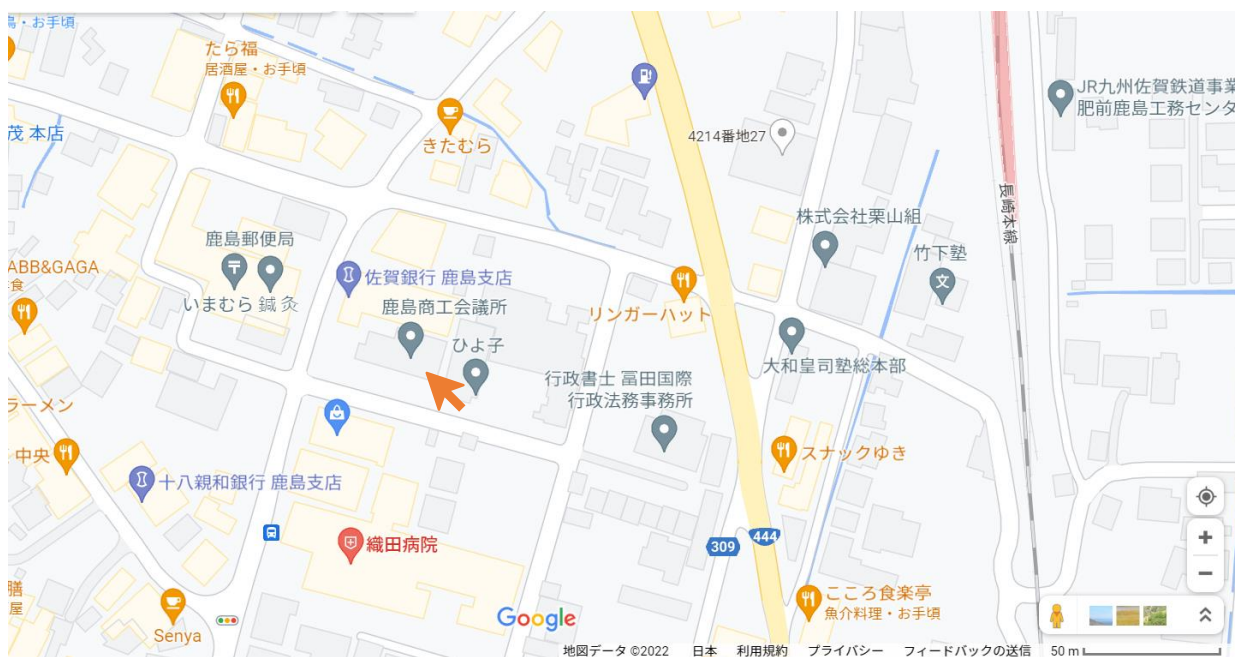 ・お手頃
たら福
居酒屋・お手頃
茂 本店
きたむら
4214番地27
JR九州佐賀鉄道事業
肥前鹿島工務センタ
長崎本線
株式会社栗山組
竹下塾
鹿島郵便局
いまむら 鍼灸
ABB&GAGA
食
佐賀銀行 鹿島支店
鹿島商工会議所
ひよ子
リンガーハット
大和皇司塾総本部
行政書士 冨田国際
行政法務事務所
ラーメン
中央
スナックゆき
十八親和銀行 鹿島支店
織田病院
309
444
こころ食楽亭
魚介料理・お手頃
膳
屋
Senya
Google
地図データ ©2022 日本 利用規約 プライバシー フィードバックの送信 50 m